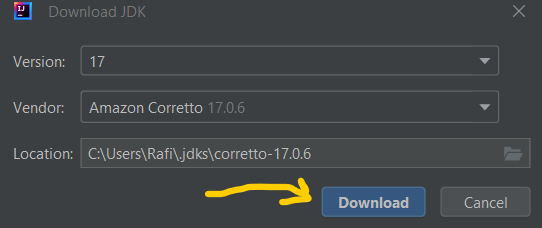 IJ Download JDK
Version: 17
Vendor: Amazon Corretto 17.0.6
Location: C:\Users\Rafi\.jdks\corretto-17.0.6
Download Cancel